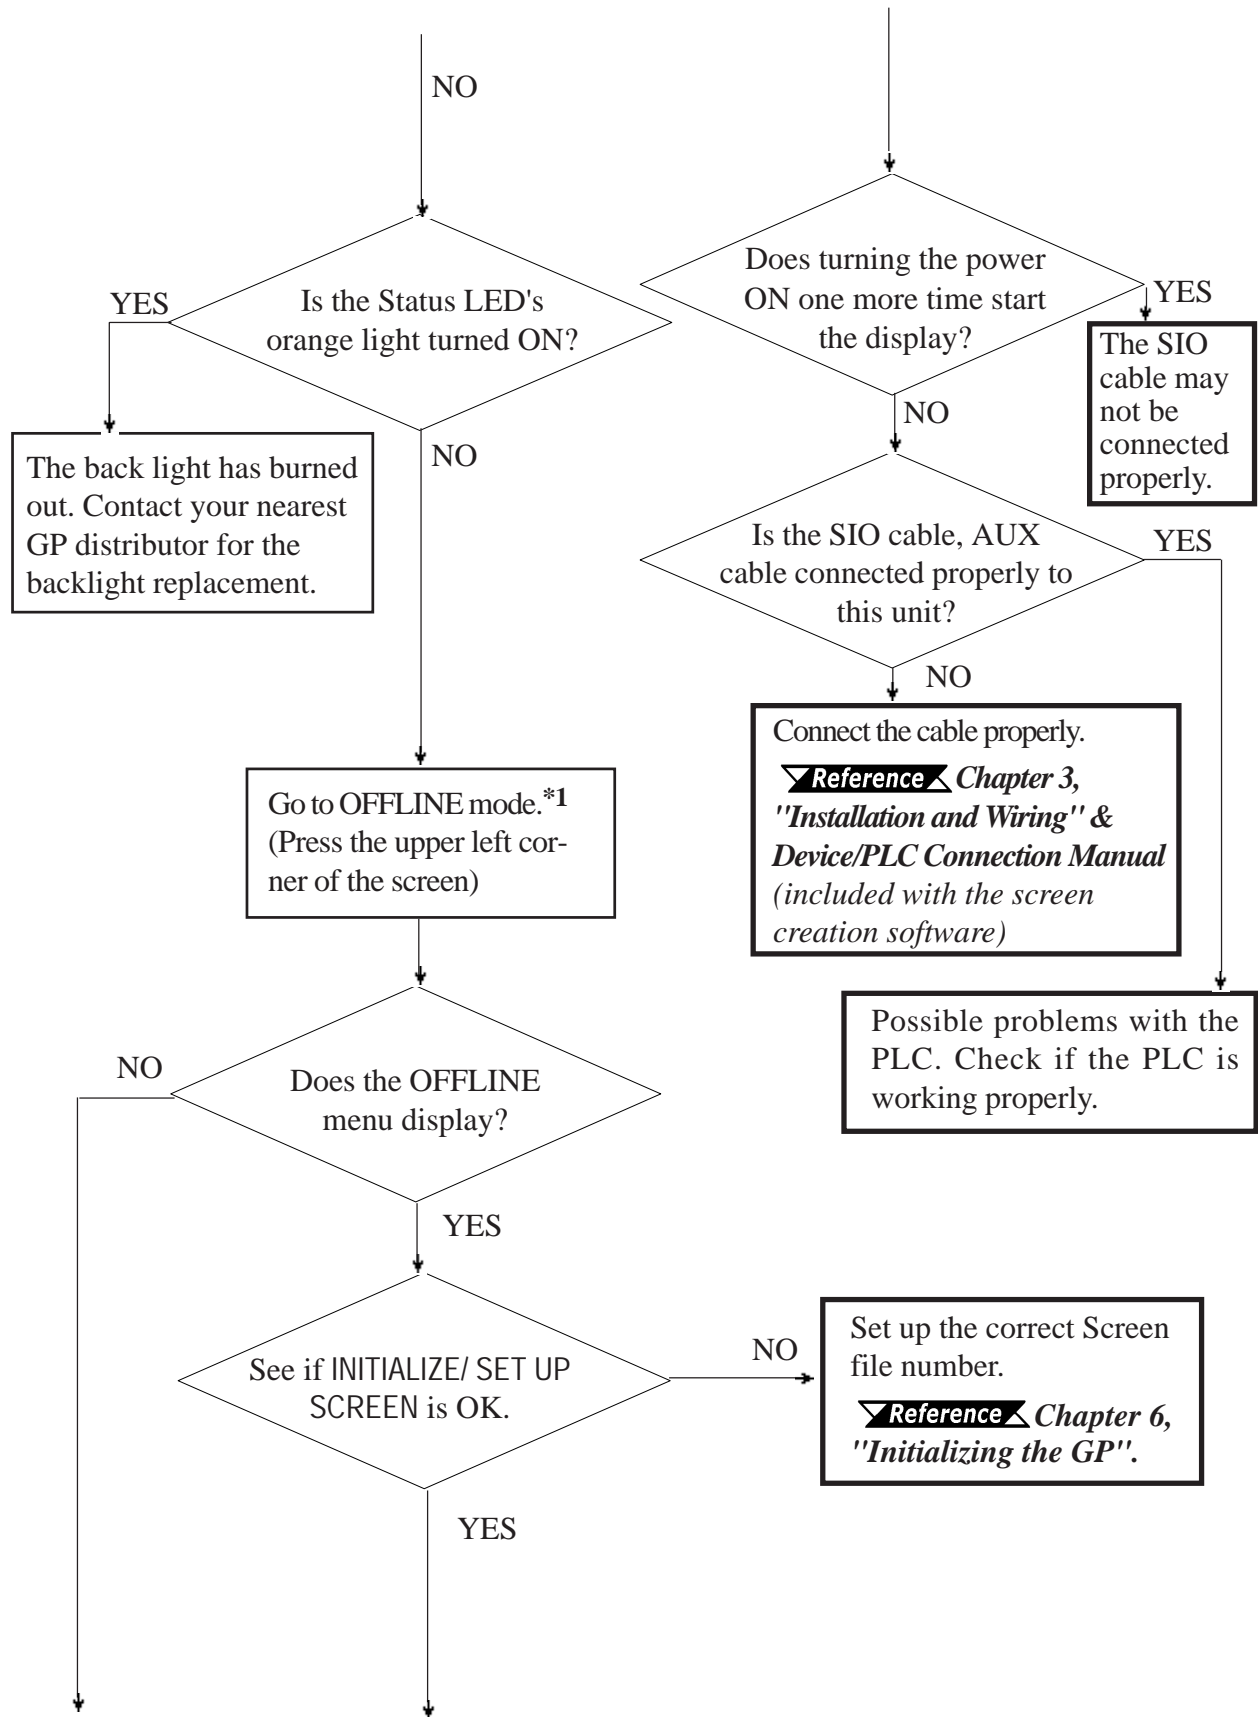 NO
Is the Status LED's
orange light turned ON?
YES
The back light has burned
out. Contact your nearest
GP distributor for the
backlight replacement.
NO
Go to OFFLINE mode.*1
(Press the upper left cor-
ner of the screen)
Does the OFFLINE
menu display?
NO
YES
See if INITIALIZE/ SET UP
SCREEN is OK.
NO
Set up the correct Screen
file number.
Reference Chapter 6,
"Initializing the GP".
YES
Does turning the power
ON one more time start
the display?
YES
The SIO
cable may
not be
connected
properly.
NO
Is the SIO cable, AUX
cable connected properly to
this unit?
YES
NO
Connect the cable properly.
Reference Chapter 3,
"Installation and Wiring" &
Device/PLC Connection Manual
(included with the screen
creation software)
Possible problems with the
PLC. Check if the PLC is
working properly.